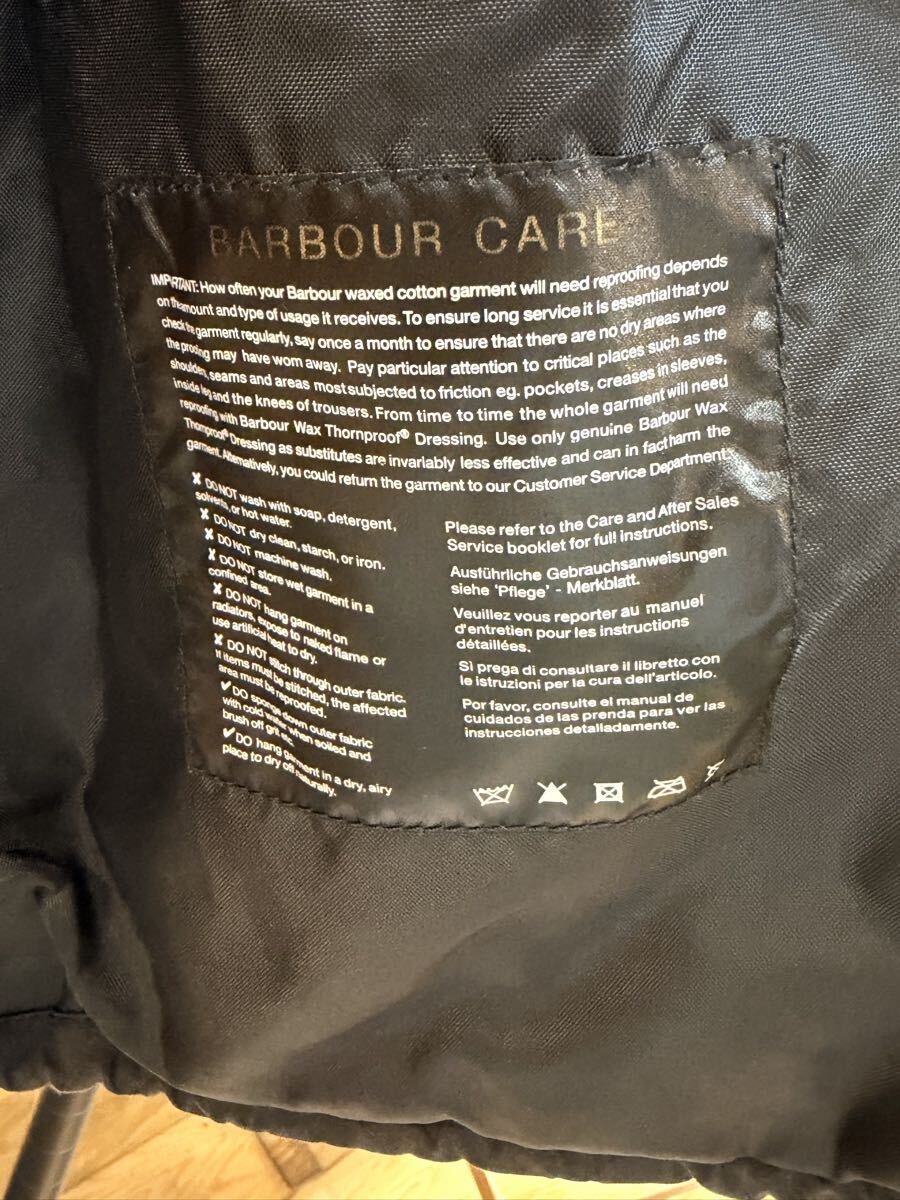 BARBOUR CARE
IMPORTANT: How often your Barbour waxed cotton garment will need reproofing depends
on the amount and type of usage it receives. To ensure long service it is essential that you
check the garment regularly, say once a month to ensure that there are no dry areas where
the proofing may have worn away. Pay particular attention to critical places such as the
shoulders, seams and areas most subjected to friction eg. pockets, creases in sleeves,
inside leg and the knees of trousers. From time to time the whole garment will need
reproofing with Barbour Wax Thornproof® Dressing. Use only genuine Barbour Wax
Thornproof® Dressing as substitutes are invariably less effective and can in fact harm the
garment. Alternatively, you could return the garment to our Customer Service Department.
✘ DO NOT wash with soap, detergent,
solvents, or hot water.
✘ DO NOT dry clean, starch, or iron.
✘ DO NOT machine wash.
✘ DO NOT store wet garment in a
confined area.
✘ DO NOT hang garment on
radiators, expose to naked flame or
use artificial heat to dry.
✘ DO NOT stitch through outer fabric.
If items must be stitched, the affected
area must be reproofed.
✔DO sponge down outer fabric
with cold water when soiled and
brush off grit etc.
✔DO hang garment in a dry, airy
place to dry off naturally.
Please refer to the Care and After Sales
Service booklet for full instructions.
Ausführliche Gebrauchsanweisungen
siehe 'Pflege' - Merkblatt.
Veuillez vous reporter au manuel
d'entretien pour les instructions
détaillées.
Si prega di consultare il libretto con
le istruzioni per la cura dell'articolo.
Por favor, consulte el manual de
cuidados de las prenda para ver las
instrucciones detalladamente.